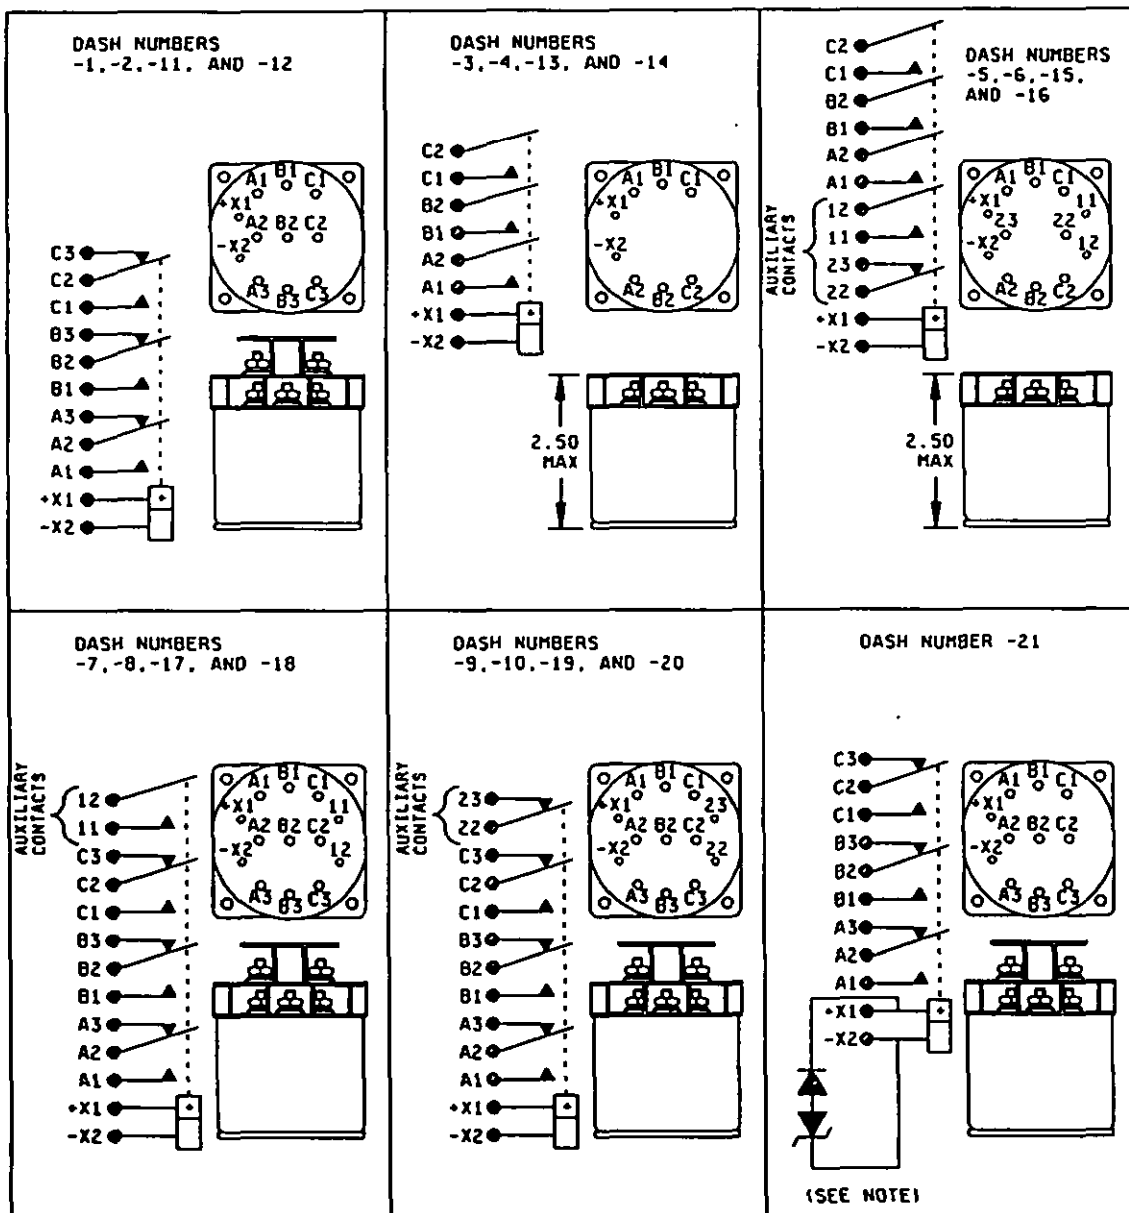 DASH NUMBERS
-1,-2,-11, AND -12
C3
C2
C1
B3
B2
B1
A3
A2
A1
+X1
-X2
A1 B1 C1
+X1
A2 B2 C2
-X2
A3 B3 C3
DASH NUMBERS
-3,-4,-13, AND -14
C2
C1
B2
B1
A2
A1
+X1
-X2
A1 B1 C1
+X1
-X2
A2 B2 C2
2.50
MAX
DASH NUMBERS
-5,-6,-15,
AND -16
C2
C1
B2
B1
A2
A1
12
11
23
22
+X1
-X2
AUXILIARY
CONTACTS
A1 B1 C1
+X1 11
23 22
-X2 12
A2 B2 C2
2.50
MAX
DASH NUMBERS
-7,-8,-17, AND -18
AUXILIARY
CONTACTS
12
11
C3
C2
C1
B3
B2
B1
A3
A2
A1
+X1
-X2
A1 B1 C1
+X1 11
A2 B2 C2
-X2 12
A3 B3 C3
DASH NUMBERS
-9,-10,-19, AND -20
AUXILIARY
CONTACTS
23
22
C3
C2
C1
B3
B2
B1
A3
A2
A1
+X1
-X2
A1 B1 C1
+X1 23
A2 B2 C2
-X2 22
A3 B3 C3
DASH NUMBER -21
C3
C2
C1
B3
B2
B1
A3
A2
A1
+X1
-X2
A1 B1 C1
+X1
A2 B2 C2
-X2
A3 B3 C3
(SEE NOTE)